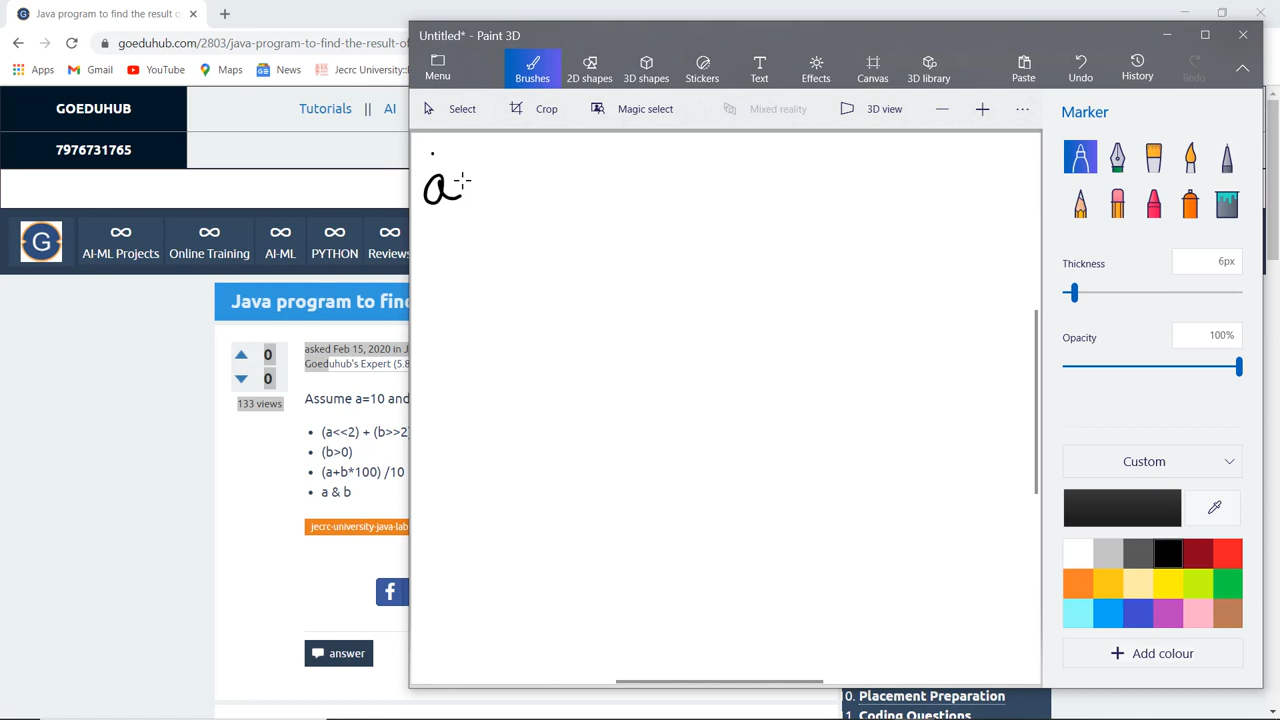 Java program to find the result o
goeduhub.com/2803/java-program-to-find-the-result-of
Apps Gmail YouTube Maps News Jecrc University::
GOEDUHUB
Tutorials || AI
7976731765
AI-ML Projects Online Training AI-ML PYTHON Reviews
Java program to find
0
asked Feb 15, 2020 in
Goeduhub's Expert (5.8
0
133 views
Assume a=10 and
(a<<2) + (b>>2)
(b>0)
(a+b*100) /10
a & b
jecrc-university-java-lab
f
answer
Untitled* - Paint 3D
Menu Brushes 2D shapes 3D shapes Stickers Text Effects Canvas 3D library Paste Undo History Redo
Select Crop Magic select Mixed reality 3D view
a
Marker
Thickness 6px
Opacity 100%
Custom
Add colour
Placement Preparation
Coding Questions